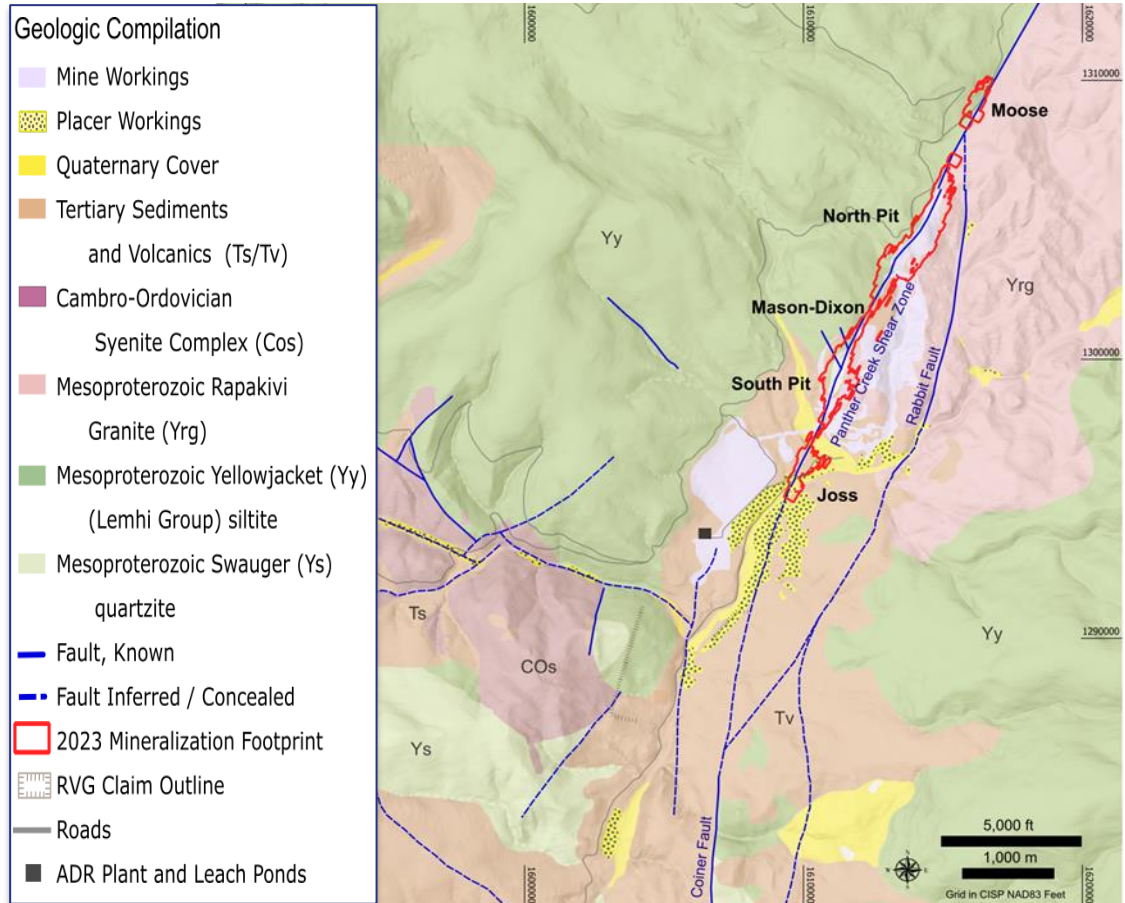 Geologic Compilation
Mine Workings
Placer Workings
Quaternary Cover
Tertiary Sediments
and Volcanics (Ts/Tv)
Cambro-Ordovician
Syenite Complex (Cos)
Mesoproterozoic Rapakivi
Granite (Yrg)
Mesoproterozoic Yellowjacket (Yy)
(Lemhi Group) siltite
Mesoproterozoic Swauger (Ys)
quartzite
Fault, Known
Fault Inferred / Concealed
2023 Mineralization Footprint
RVG Claim Outline
Roads
ADR Plant and Leach Ponds
1600000
1610000
1620000
1310000
Moose
North Pit
Yy
Yrg
Mason-Dixon
1300000
South Pit
Panther Creek Shear Zone
Rabbit Fault
Joss
Ts
COs
1290000
Yy
Tv
Ys
Coiner Fault
5,000 ft
1,000 m
Grid in CISP NAD83 Feet
1600000
1610000
1620000